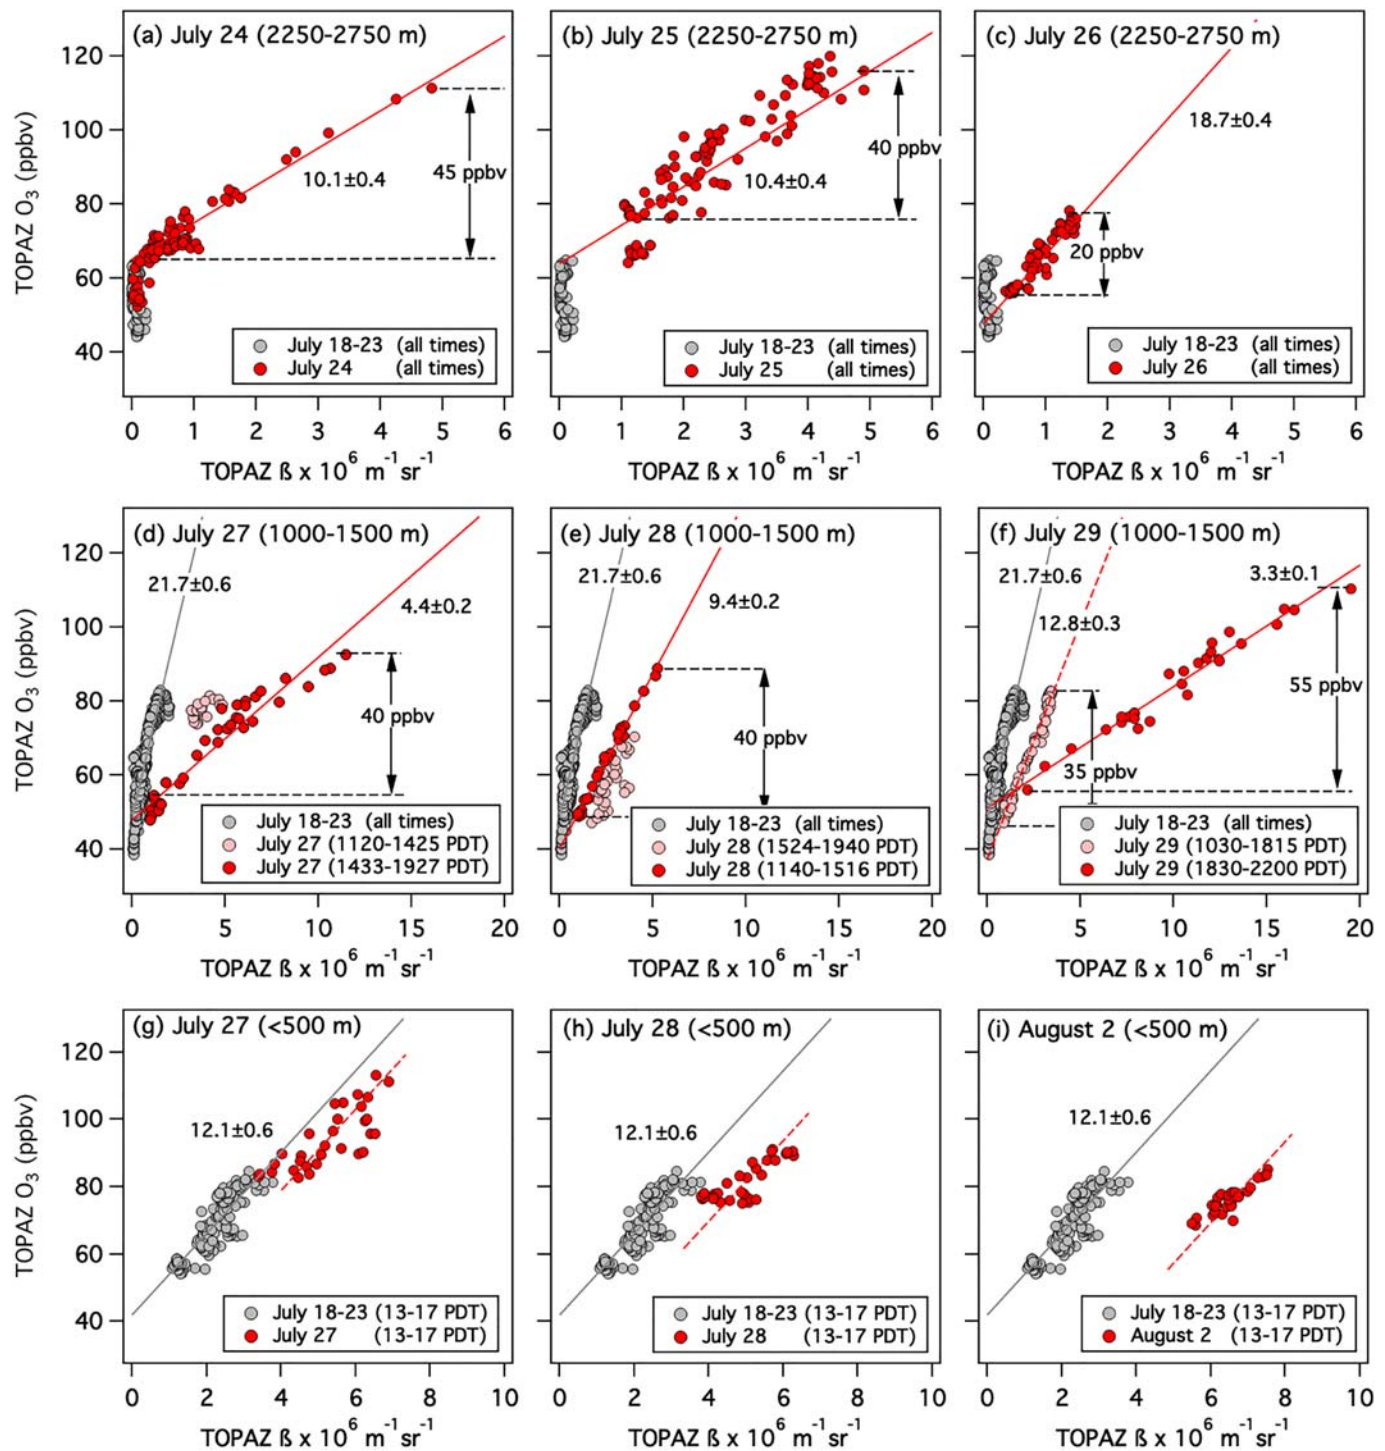 (a) July 24 (2250-2750 m)
TOPAZ O3 (ppbv)
120
100
80
60
40
10.1±0.4
45 ppbv
July 18-23 (all times)
July 24 (all times)
0 1 2 3 4 5 6
TOPAZ ß x 10^6 m^-1 sr^-1
(b) July 25 (2250-2750 m)
40 ppbv
10.4±0.4
July 18-23 (all times)
July 25 (all times)
0 1 2 3 4 5 6
TOPAZ ß x 10^6 m^-1 sr^-1
(c) July 26 (2250-2750 m)
18.7±0.4
20 ppbv
July 18-23 (all times)
July 26 (all times)
0 1 2 3 4 5 6
TOPAZ ß x 10^6 m^-1 sr^-1
(d) July 27 (1000-1500 m)
TOPAZ O3 (ppbv)
120
100
80
60
40
21.7±0.6
4.4±0.2
40 ppbv
July 18-23 (all times)
July 27 (1120-1425 PDT)
July 27 (1433-1927 PDT)
0 5 10 15 20
TOPAZ ß x 10^6 m^-1 sr^-1
(e) July 28 (1000-1500 m)
21.7±0.6
9.4±0.2
40 ppbv
July 18-23 (all times)
July 28 (1524-1940 PDT)
July 28 (1140-1516 PDT)
0 5 10 15 20
TOPAZ ß x 10^6 m^-1 sr^-1
(f) July 29 (1000-1500 m)
21.7±0.6
3.3±0.1
12.8±0.3
55 ppbv
35 ppbv
July 18-23 (all times)
July 29 (1030-1815 PDT)
July 29 (1830-2200 PDT)
0 5 10 15 20
TOPAZ ß x 10^6 m^-1 sr^-1
(g) July 27 (<500 m)
TOPAZ O3 (ppbv)
120
100
80
60
40
12.1±0.6
July 18-23 (13-17 PDT)
July 27 (13-17 PDT)
0 2 4 6 8 10
TOPAZ ß x 10^6 m^-1 sr^-1
(h) July 28 (<500 m)
12.1±0.6
July 18-23 (13-17 PDT)
July 28 (13-17 PDT)
0 2 4 6 8 10
TOPAZ ß x 10^6 m^-1 sr^-1
(i) August 2 (<500 m)
12.1±0.6
July 18-23 (13-17 PDT)
August 2 (13-17 PDT)
0 2 4 6 8 10
TOPAZ ß x 10^6 m^-1 sr^-1